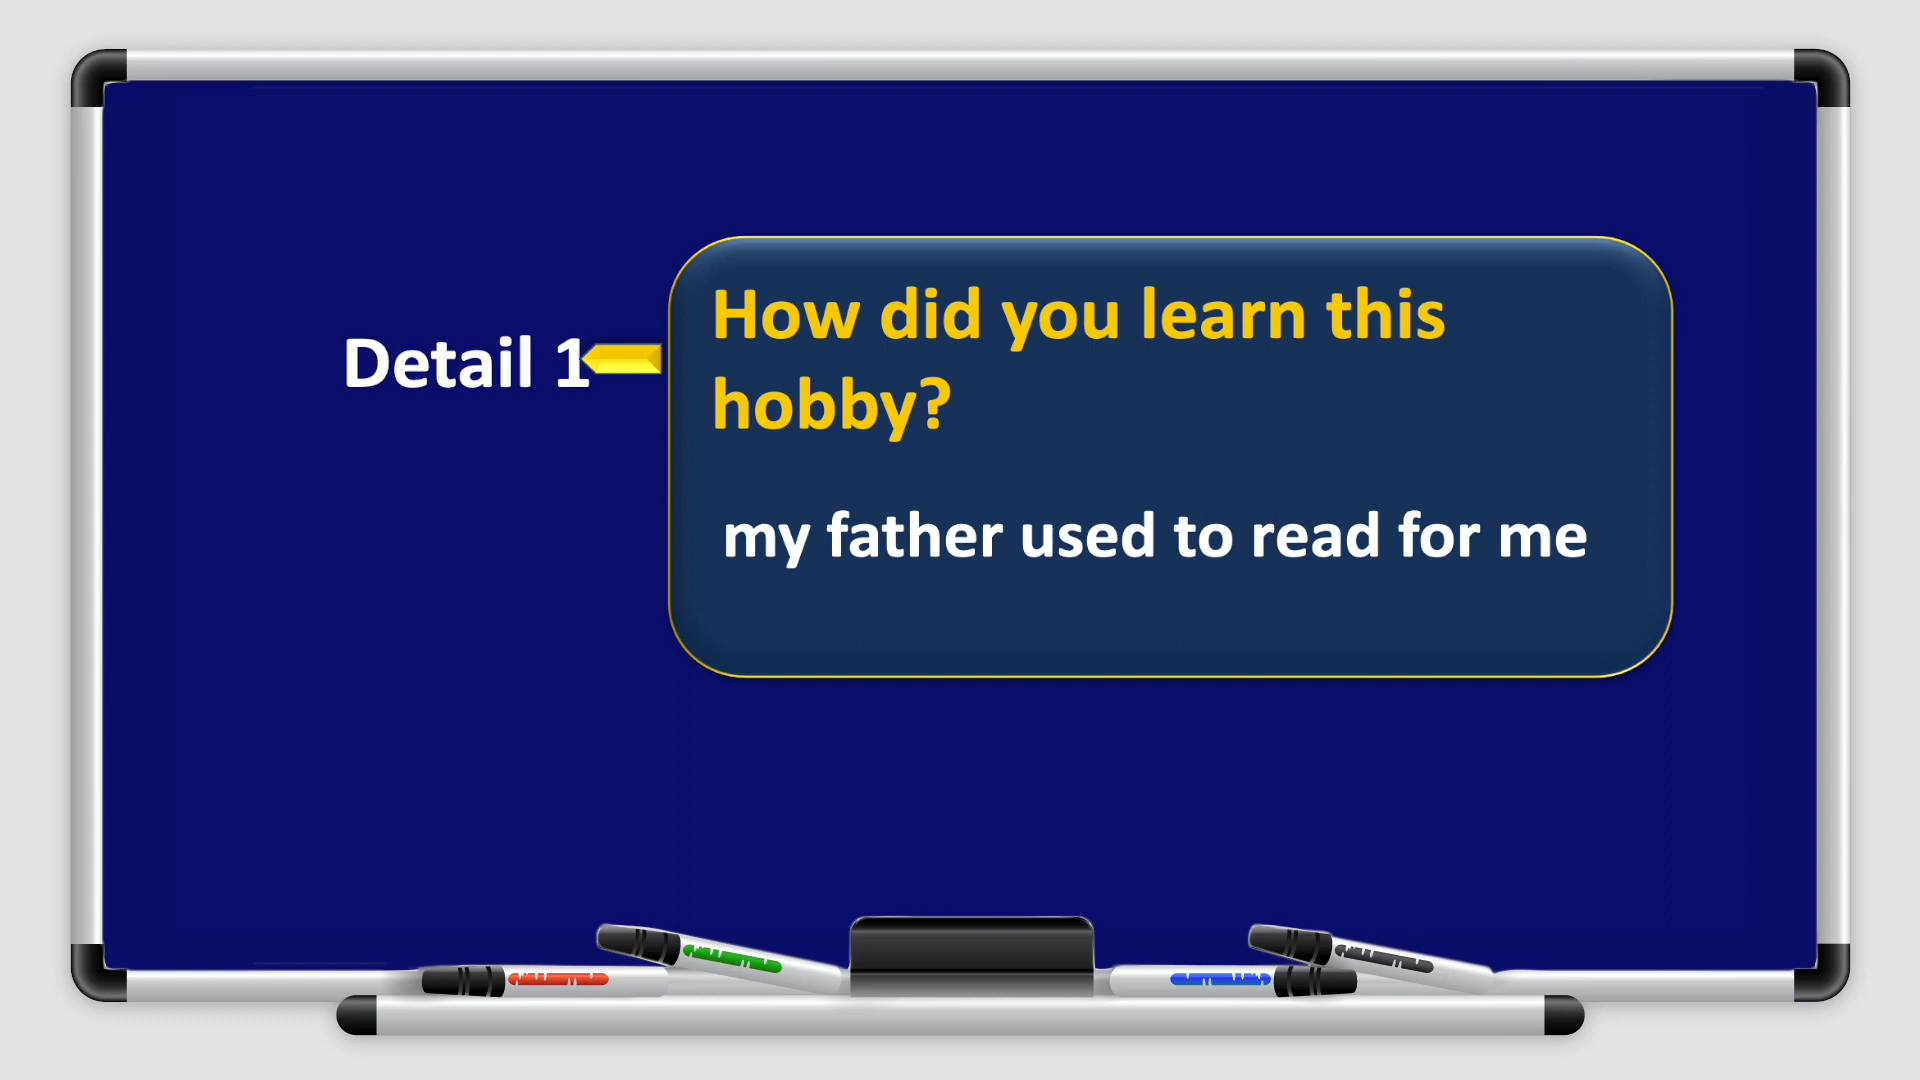 Detail 1
How did you learn this
hobby?
my father used to read for me